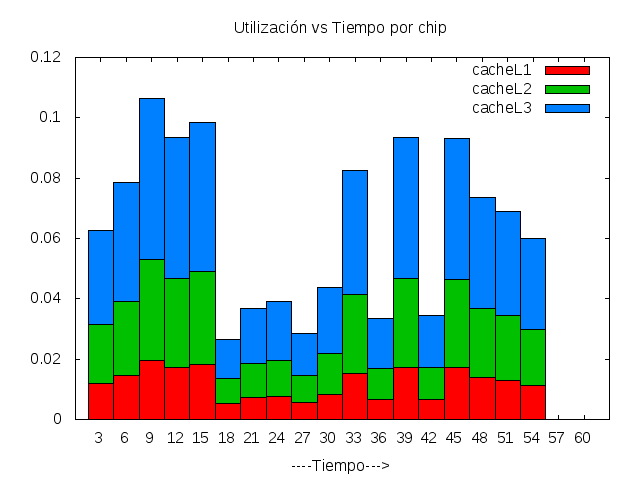 Utilización vs Tiempo por chip
0.12
0.1
0.08
0.06
0.04
0.02
0
cacheL1
cacheL2
cacheL3
3 6 9 12 15 18 21 24 27 30 33 36 39 42 45 48 51 54 57 60
----Tiempo--->